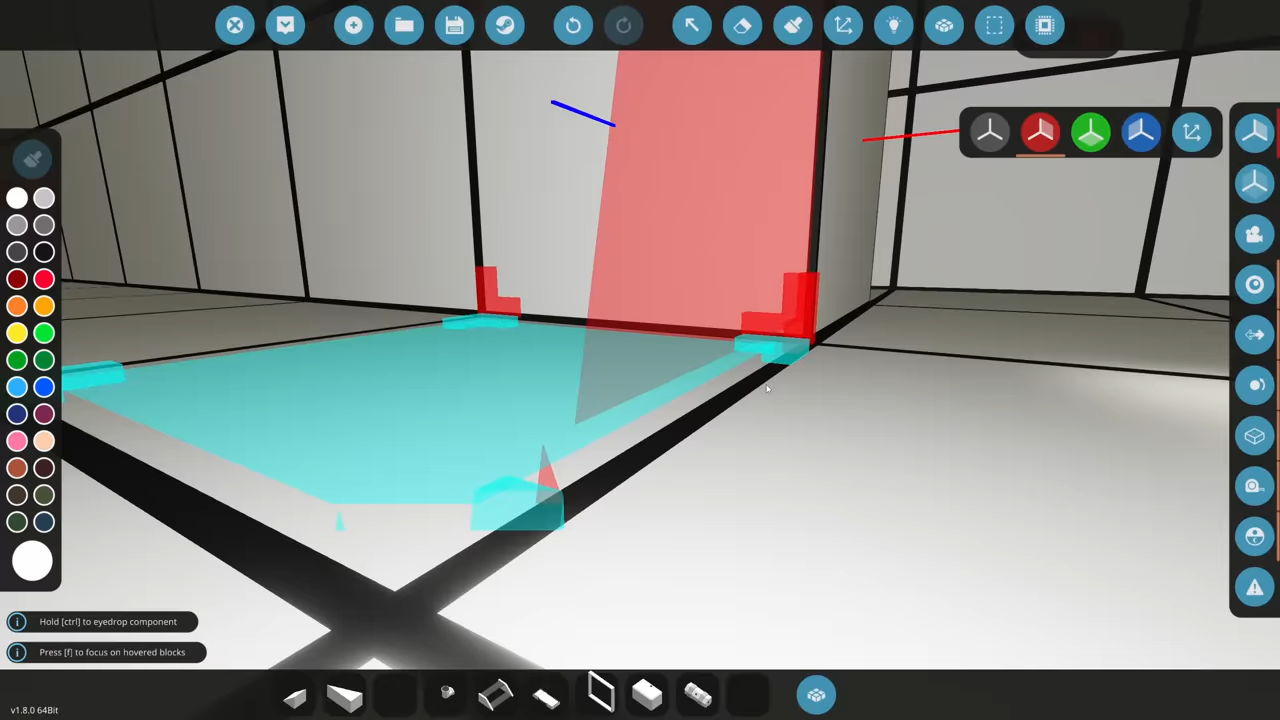 Hold [ctrl] to eyedrop component
Press [f] to focus on hovered blocks
v1.8.0 64Bit